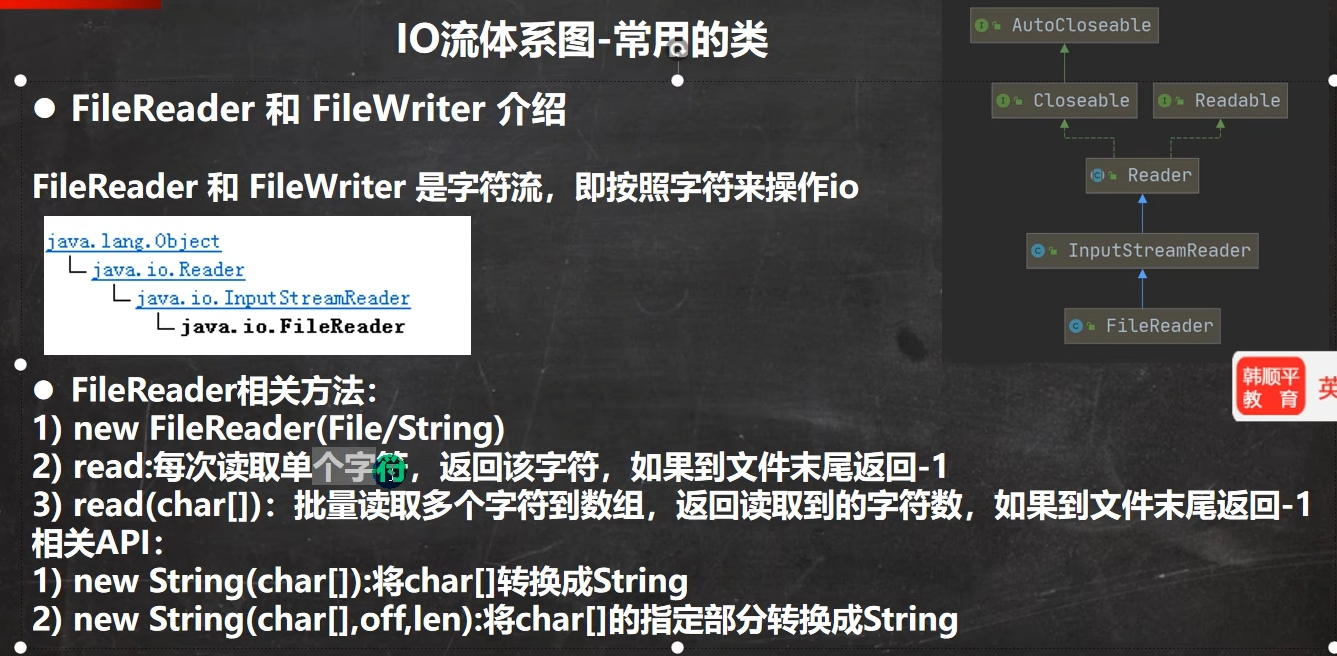 IO流体系图-常用的类
● FileReader 和 FileWriter 介绍
FileReader 和 FileWriter 是字符流，即按照字符来操作io
java.lang.Object
java.io.Reader
java.io.InputStreamReader
java.io.FileReader
● FileReader相关方法：
1) new FileReader(File/String)
2) read:每次读取单个字符，返回该字符，如果到文件末尾返回-1
3) read(char[])：批量读取多个字符到数组，返回读取到的字符数，如果到文件末尾返回-1
相关API：
1) new String(char[]):将char[]转换成String
2) new String(char[],off,len):将char[]的指定部分转换成String
AutoCloseable
Closeable
Readable
Reader
InputStreamReader
FileReader
韩顺平
教 育
英